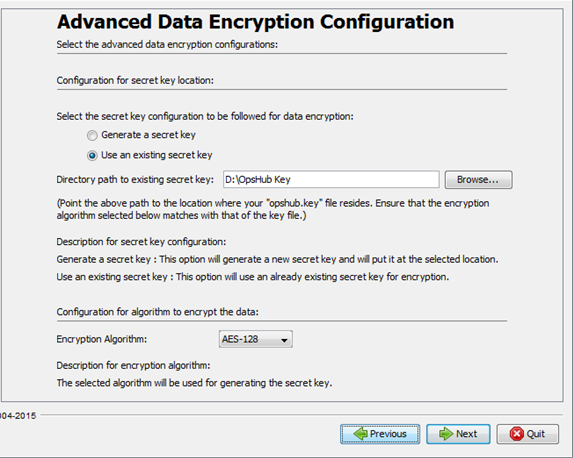 Advanced Data Encryption Configuration
Select the advanced data encryption configurations:
Configuration for secret key location:
Select the secret key configuration to be followed for data encryption:
Generate a secret key
Use an existing secret key
Directory path to existing secret key: D:\OpsHub Key Browse...
(Point the above path to the location where your "opshub.key" file resides. Ensure that the encryption
algorithm selected below matches with that of the key file.)
Description for secret key configuration:
Generate a secret key : This option will generate a new secret key and will put it at the selected location.
Use an existing secret key : This option will use an already existing secret key for encryption.
Configuration for algorithm to encrypt the data:
Encryption Algorithm: AES-128
Description for encryption algorithm:
The selected algorithm will be used for generating the secret key.
004-2015
Previous Next Quit